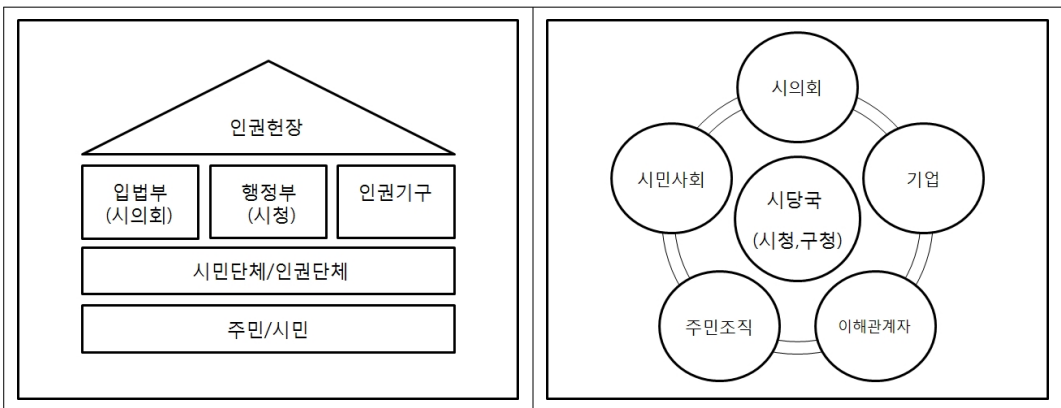 인권헌장
입법부
(시의회)
행정부
(시청)
인권기구
시민단체/인권단체
주민/시민
시의회
시민사회
기업
시당국
(시청,구청)
주민조직
이해관계자